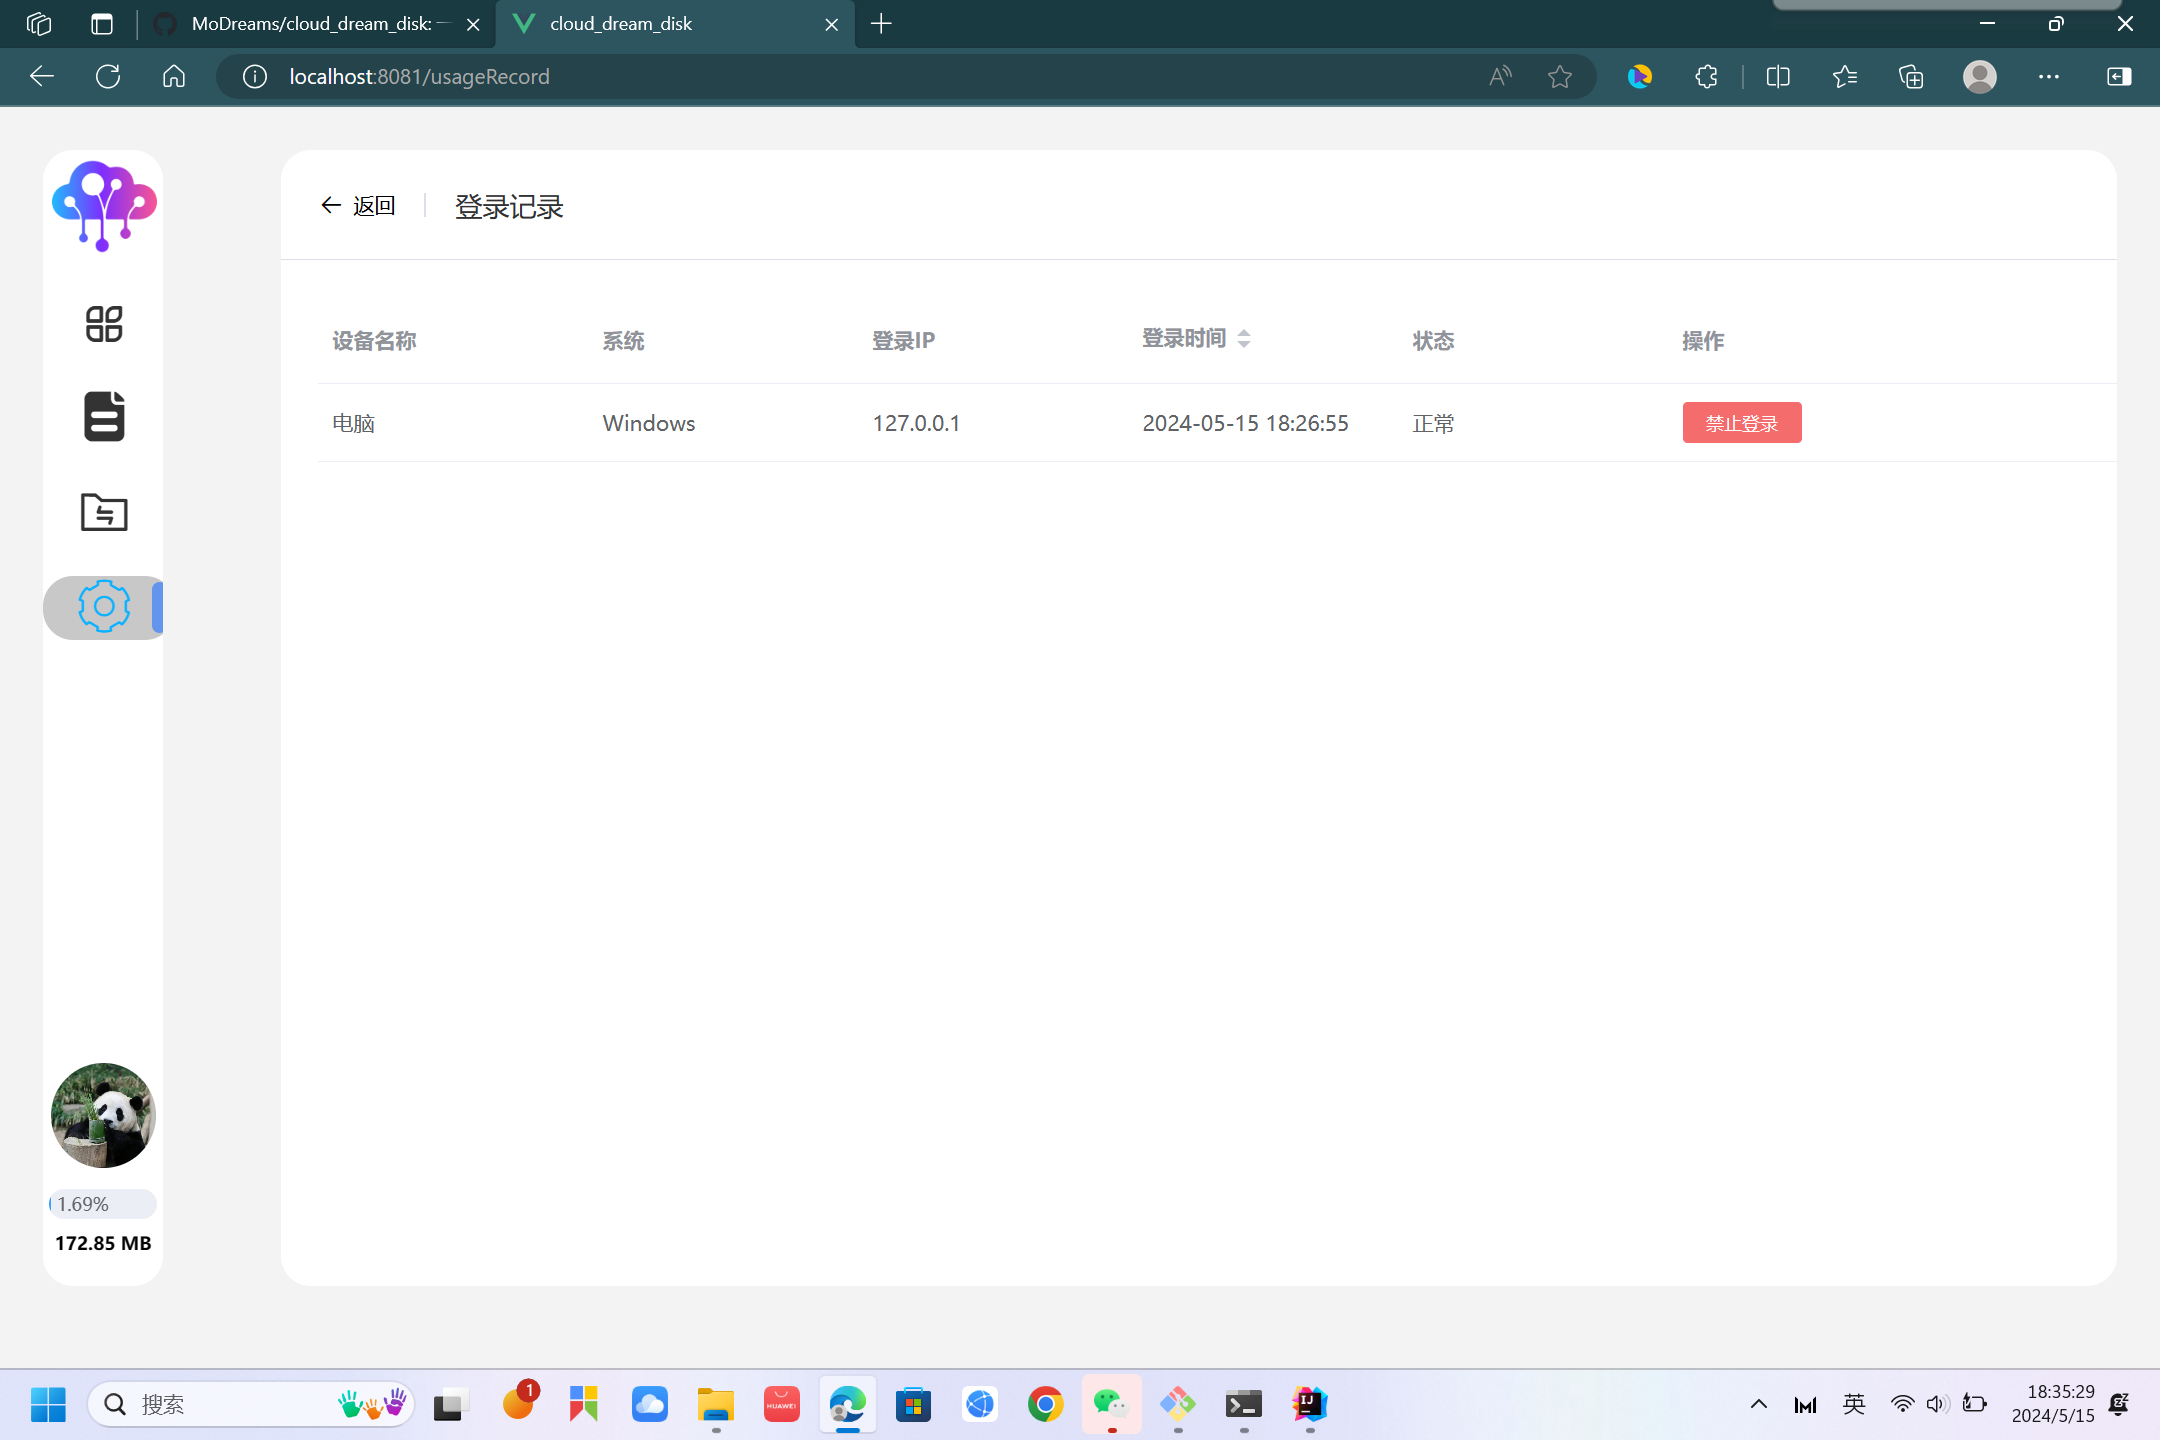 MoDreams/cloud_dream_disk: 一
cloud_dream_disk
localhost:8081/usageRecord
返回
登录记录
设备名称 系统 登录IP 登录时间 状态 操作
电脑 Windows 127.0.0.1 2024-05-15 18:26:55 正常 禁止登录
1.69%
172.85 MB
搜索
1
HUAWEI
IJ
英
18:35:29
2024/5/15